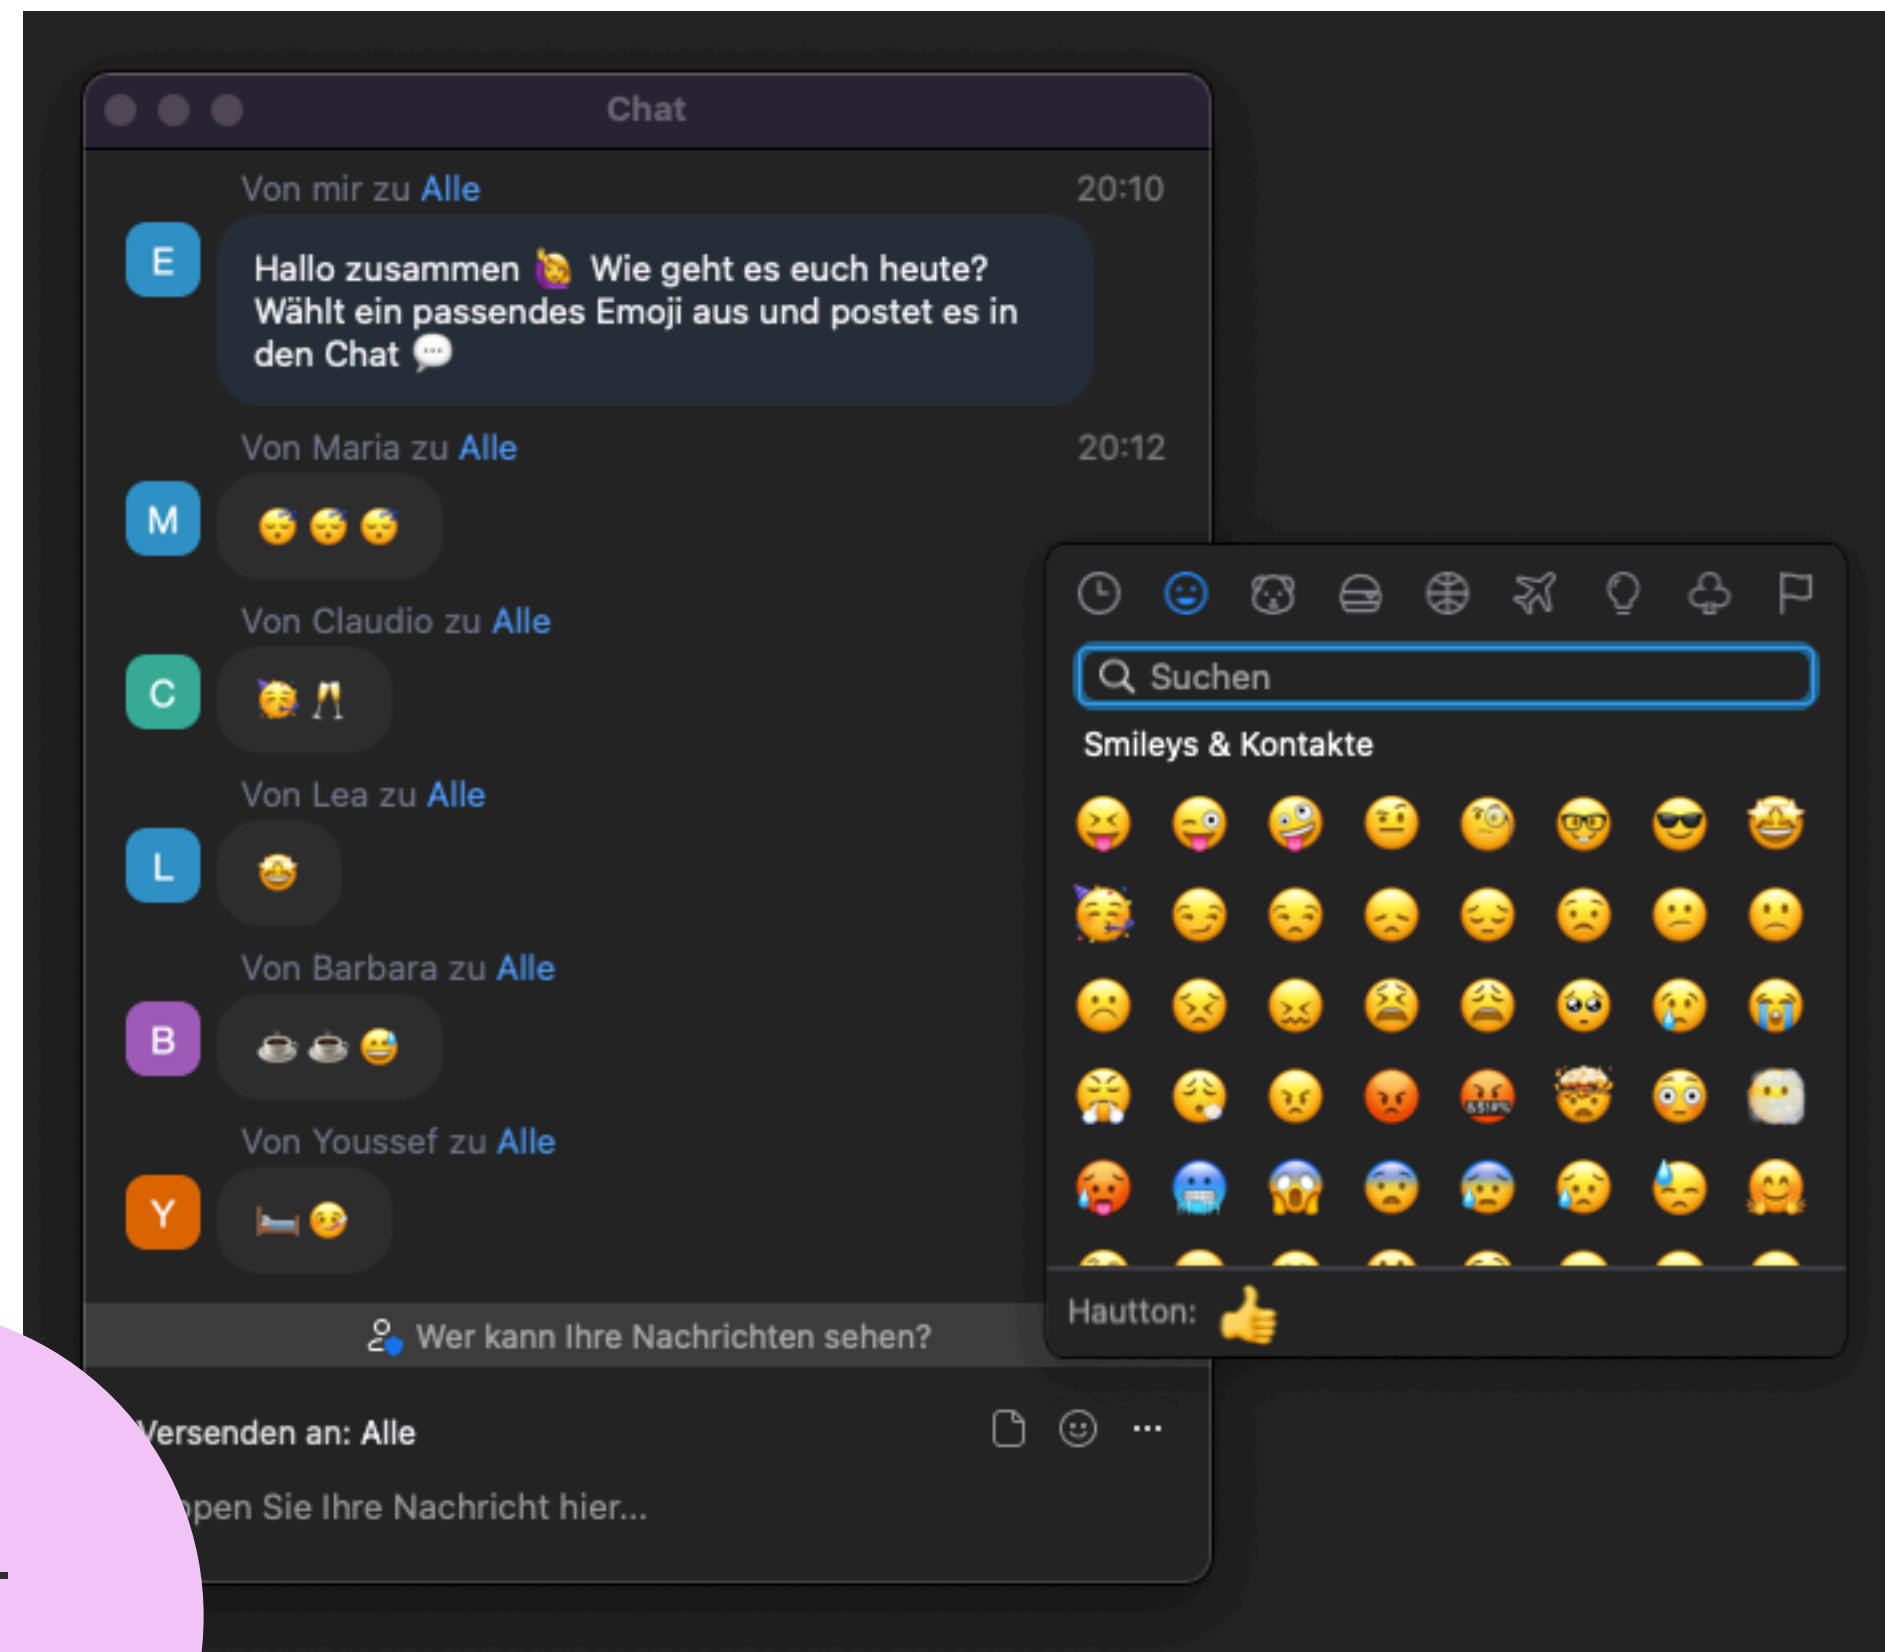 Chat
Von mir zu Alle 20:10
E
Hallo zusammen 🙋 Wie geht es euch heute?
Wählt ein passendes Emoji aus und postet es in
den Chat 💬
Von Maria zu Alle 20:12
M
😴😴😴
Von Claudio zu Alle
C
🥳🥂
Von Lea zu Alle
L
🤩
Von Barbara zu Alle
B
☕☕😅
Von Youssef zu Alle
Y
🛏️🤒
Wer kann Ihre Nachrichten sehen?
Versenden an: Alle
Sie Ihre Nachricht hier...
Suchen
Smileys & Kontakte
Hautton: 👍